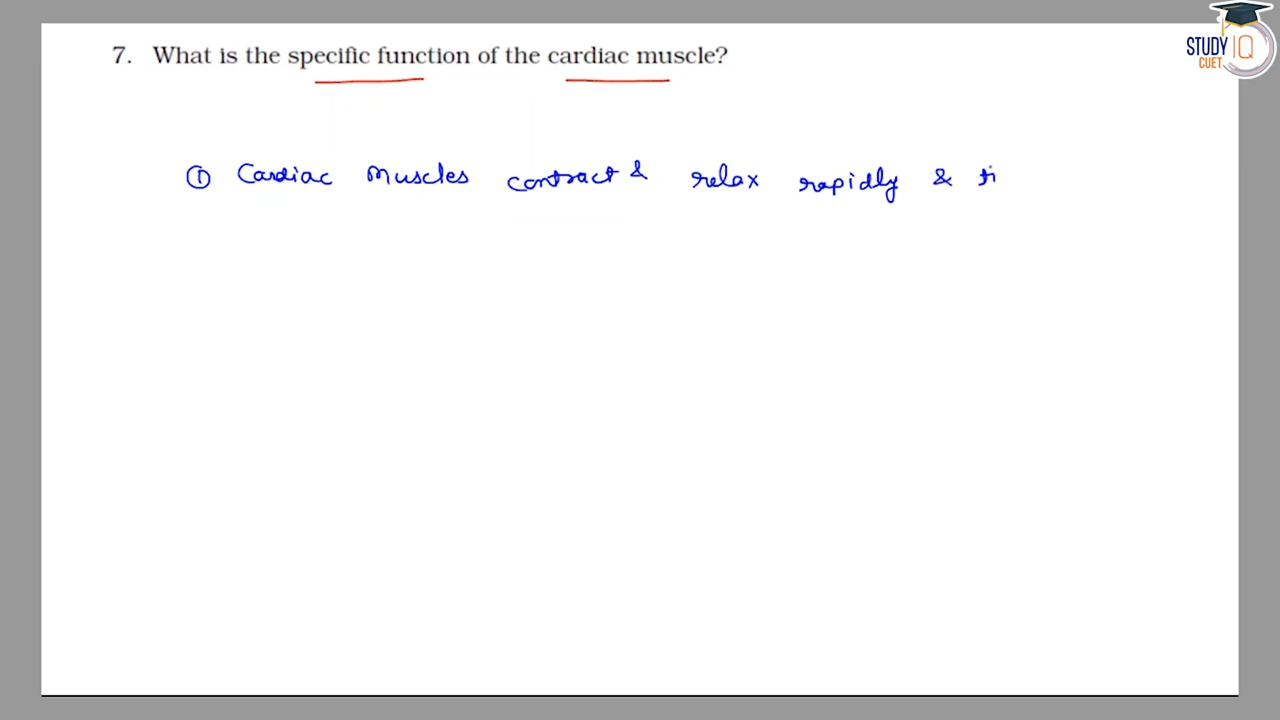 7. What is the specific function of the cardiac muscle?
STUDY IQ
CUET
① Cardiac Muscles contract & relax rapidly &